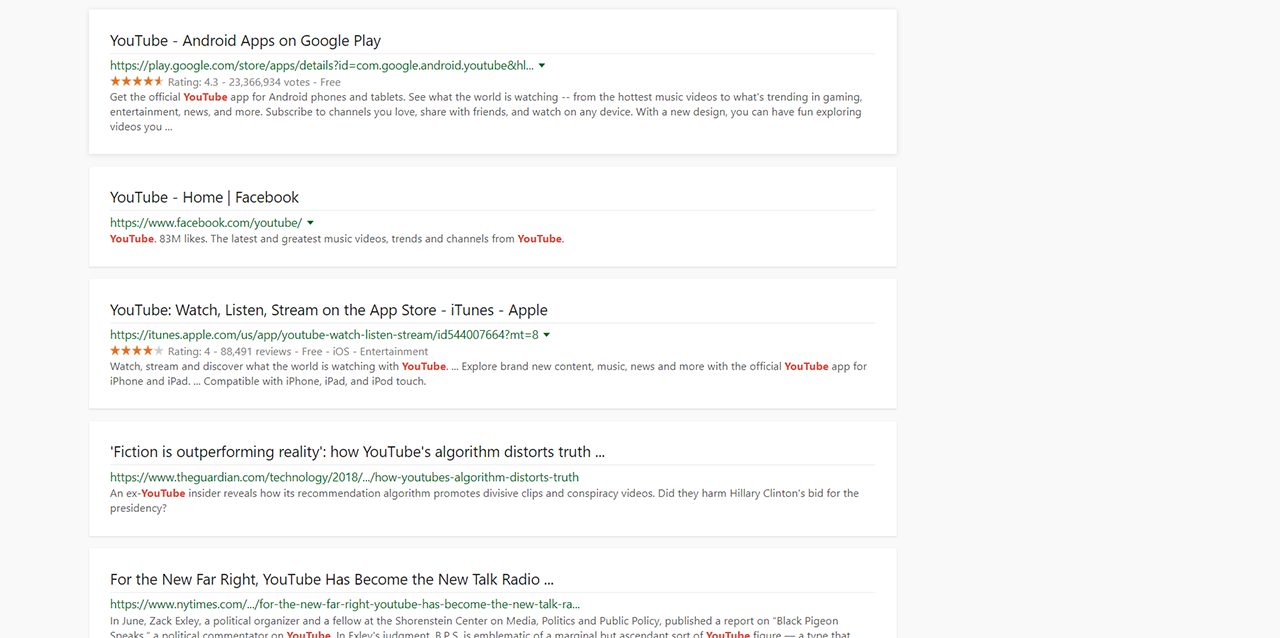 YouTube - Android Apps on Google Play
https://play.google.com/store/apps/details?id=com.google.android.youtube&hl...
Rating: 4.3 - 23,366,934 votes - Free
Get the official YouTube app for Android phones and tablets. See what the world is watching -- from the hottest music videos to what's trending in gaming,
entertainment, news, and more. Subscribe to channels you love, share with friends, and watch on any device. With a new design, you can have fun exploring
videos you ...
YouTube - Home | Facebook
https://www.facebook.com/youtube/
YouTube. 83M likes. The latest and greatest music videos, trends and channels from YouTube.
YouTube: Watch, Listen, Stream on the App Store - iTunes - Apple
https://itunes.apple.com/us/app/youtube-watch-listen-stream/id544007664?mt=8
Rating: 4 - 88,491 reviews - Free - iOS - Entertainment
Watch, stream and discover what the world is watching with YouTube. ... Explore brand new content, music, news and more with the official YouTube app for
iPhone and iPad. ... Compatible with iPhone, iPad, and iPod touch.
'Fiction is outperforming reality': how YouTube's algorithm distorts truth ...
https://www.theguardian.com/technology/2018/.../how-youtubes-algorithm-distorts-truth
An ex-YouTube insider reveals how its recommendation algorithm promotes divisive clips and conspiracy videos. Did they harm Hillary Clinton's bid for the
presidency?
For the New Far Right, YouTube Has Become the New Talk Radio ...
https://www.nytimes.com/.../for-the-new-far-right-youtube-has-become-the-new-talk-ra...
In June, Zack Exley, a political organizer and a fellow at the Shorenstein Center on Media, Politics and Public Policy, published a report on "Black Pigeon
Speaks," a political commentator on YouTube. In Exley's judgment, B.P.S. is emblematic of a marginal but ascendant sort of YouTube figure — a type that